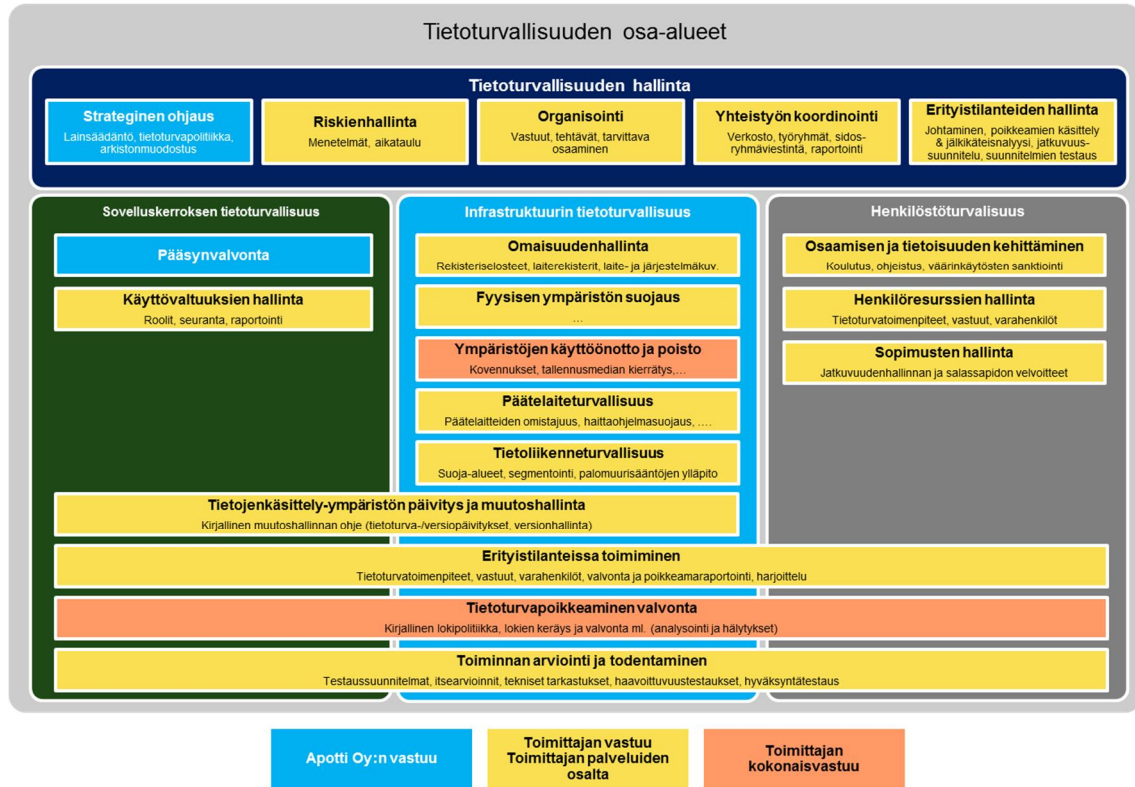 Tietoturvallisuuden osa-alueet
Tietoturvallisuuden hallinta
Strateginen ohjaus
Lainsäädäntö, tietoturvapolitiikka,
arkistonmuodostus
Riskienhallinta
Menetelmät, aikataulu
Organisointi
Vastuut, tehtävät, tarvittava
osaaminen
Yhteistyön koordinointi
Verkosto, työryhmät, sidos-
ryhmäviestintä, raportointi
Erityistilanteiden hallinta
Johtaminen, poikkeamien käsittely
& jälkikäteisnalyysi, jatkuvuus-
suunnitelu, suunnitelmien testaus
Sovelluskerroksen tietoturvallisuus
Pääsynvalvonta
Käyttövaltuuksien hallinta
Roolit, seuranta, raportointi
Infrastruktuurin tietoturvallisuus
Omaisuudenhallinta
Rekisteriselosteet, laiterekisterit, laite- ja järjestelmäkuv.
Fyysisen ympäristön suojaus
...
Ympäristöjen käyttöönotto ja poisto
Kovennukset, tallennusmedian kierrätys,...
Päätelaiteturvallisuus
Päätelaitteiden omistajuus, haittaohjelmasuojaus, ....
Tietoliikenneturvallisuus
Suoja-alueet, segmentointi, palomuurisääntöjen ylläpito
Henkilöstöturvalisuus
Osaamisen ja tietoisuuden kehittäminen
Koulutus, ohjeistus, väärinkäytösten sanktiointi
Henkilöresurssien hallinta
Tietoturvatoimenpiteet, vastuut, varahenkilöt
Sopimusten hallinta
Jatkuvuudenhallinnan ja salassapidon velvoitteet
Tietojenkäsittely-ympäristön päivitys ja muutoshallinta
Kirjallinen muutoshallinnan ohje (tietoturva-/versiopäivitykset, versionhallinta)
Erityistilanteissa toimiminen
Tietoturvatoimenpiteet, vastuut, varahenkilöt, valvonta ja poikkeamaraportointi, harjoittelu
Tietoturvapoikkeaminen valvonta
Kirjallinen lokipolitiikka, lokien keräys ja valvonta ml. (analysointi ja hälytykset)
Toiminnan arviointi ja todentaminen
Testaussuunnitelmat, itsearvioinnit, tekniset tarkastukset, haavoittuvuustestaukset, hyväksyntätestaus
Apotti Oy:n vastuu
Toimittajan vastuu
Toimittajan palveluiden
osalta
Toimittajan
kokonaisvastuu